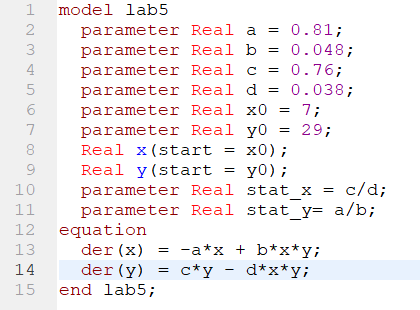 1 model lab5
2   parameter Real a = 0.81;
3   parameter Real b = 0.048;
4   parameter Real c = 0.76;
5   parameter Real d = 0.038;
6   parameter Real x0 = 7;
7   parameter Real y0 = 29;
8   Real x(start = x0);
9   Real y(start = y0);
10   parameter Real stat_x = c/d;
11   parameter Real stat_y= a/b;
12 equation
13   der(x) = -a*x + b*x*y;
14   der(y) = c*y - d*x*y;
15 end lab5;